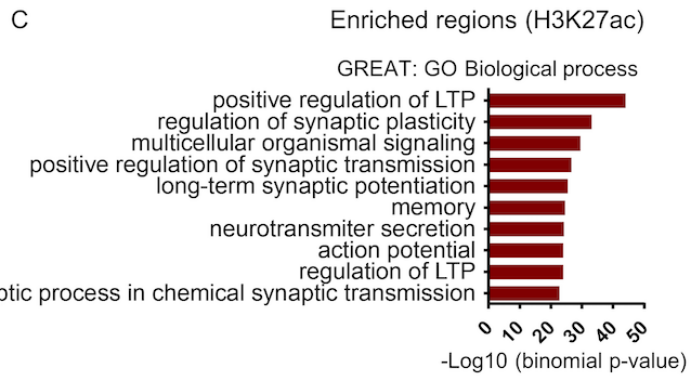 C
Enriched regions (H3K27ac)
GREAT: GO Biological process
positive regulation of LTP
regulation of synaptic plasticity
multicellular organismal signaling
positive regulation of synaptic transmission
long-term synaptic potentiation
memory
neurotransmiter secretion
action potential
regulation of LTP
process in chemical synaptic transmission
0 10 20 30 40 50
-Log10 (binomial p-value)